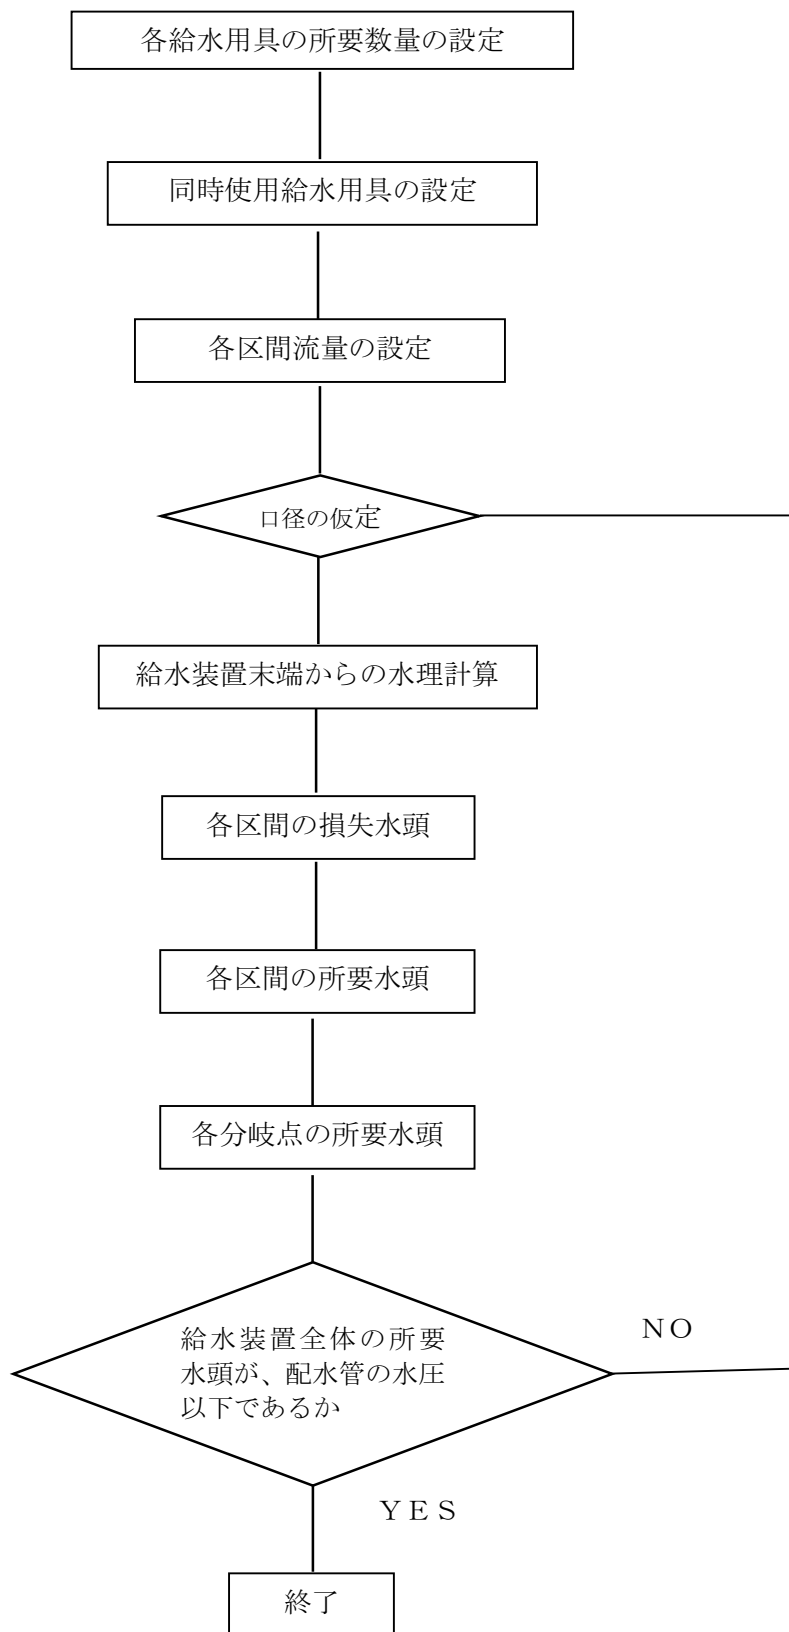 各給水用具の所要数量の設定
同時使用給水用具の設定
各区間流量の設定
口径の仮定
給水装置末端からの水理計算
各区間の損失水頭
各区間の所要水頭
各分岐点の所要水頭
給水装置全体の所要
水頭が、配水管の水圧
以下であるか
ＮＯ
ＹＥＳ
終了